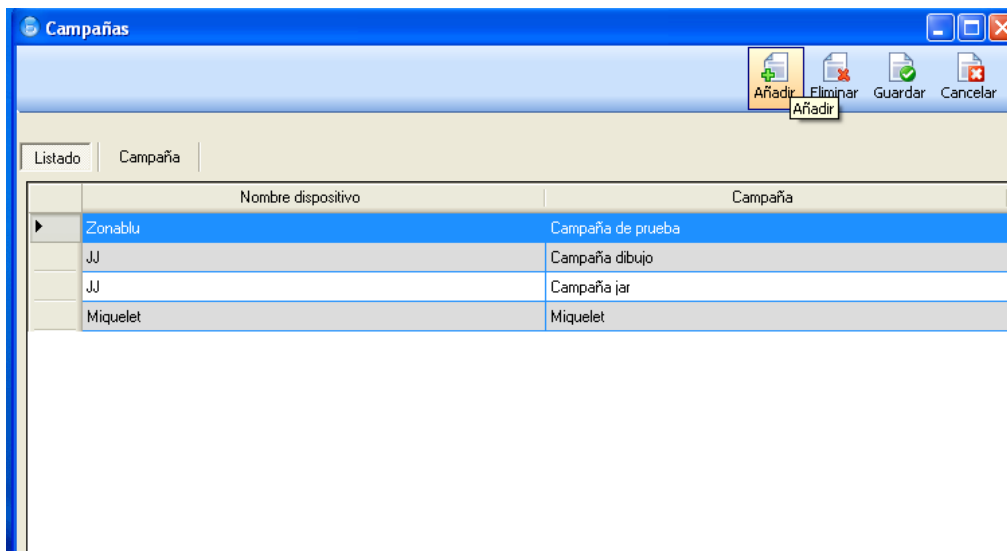 Campañas
Añadir Eliminar Guardar Cancelar
Añadir
Listado Campaña
Nombre dispositivo Campaña
Zonablu Campaña de prueba
JJ Campaña dibujo
JJ Campaña jar
Miquelet Miquelet